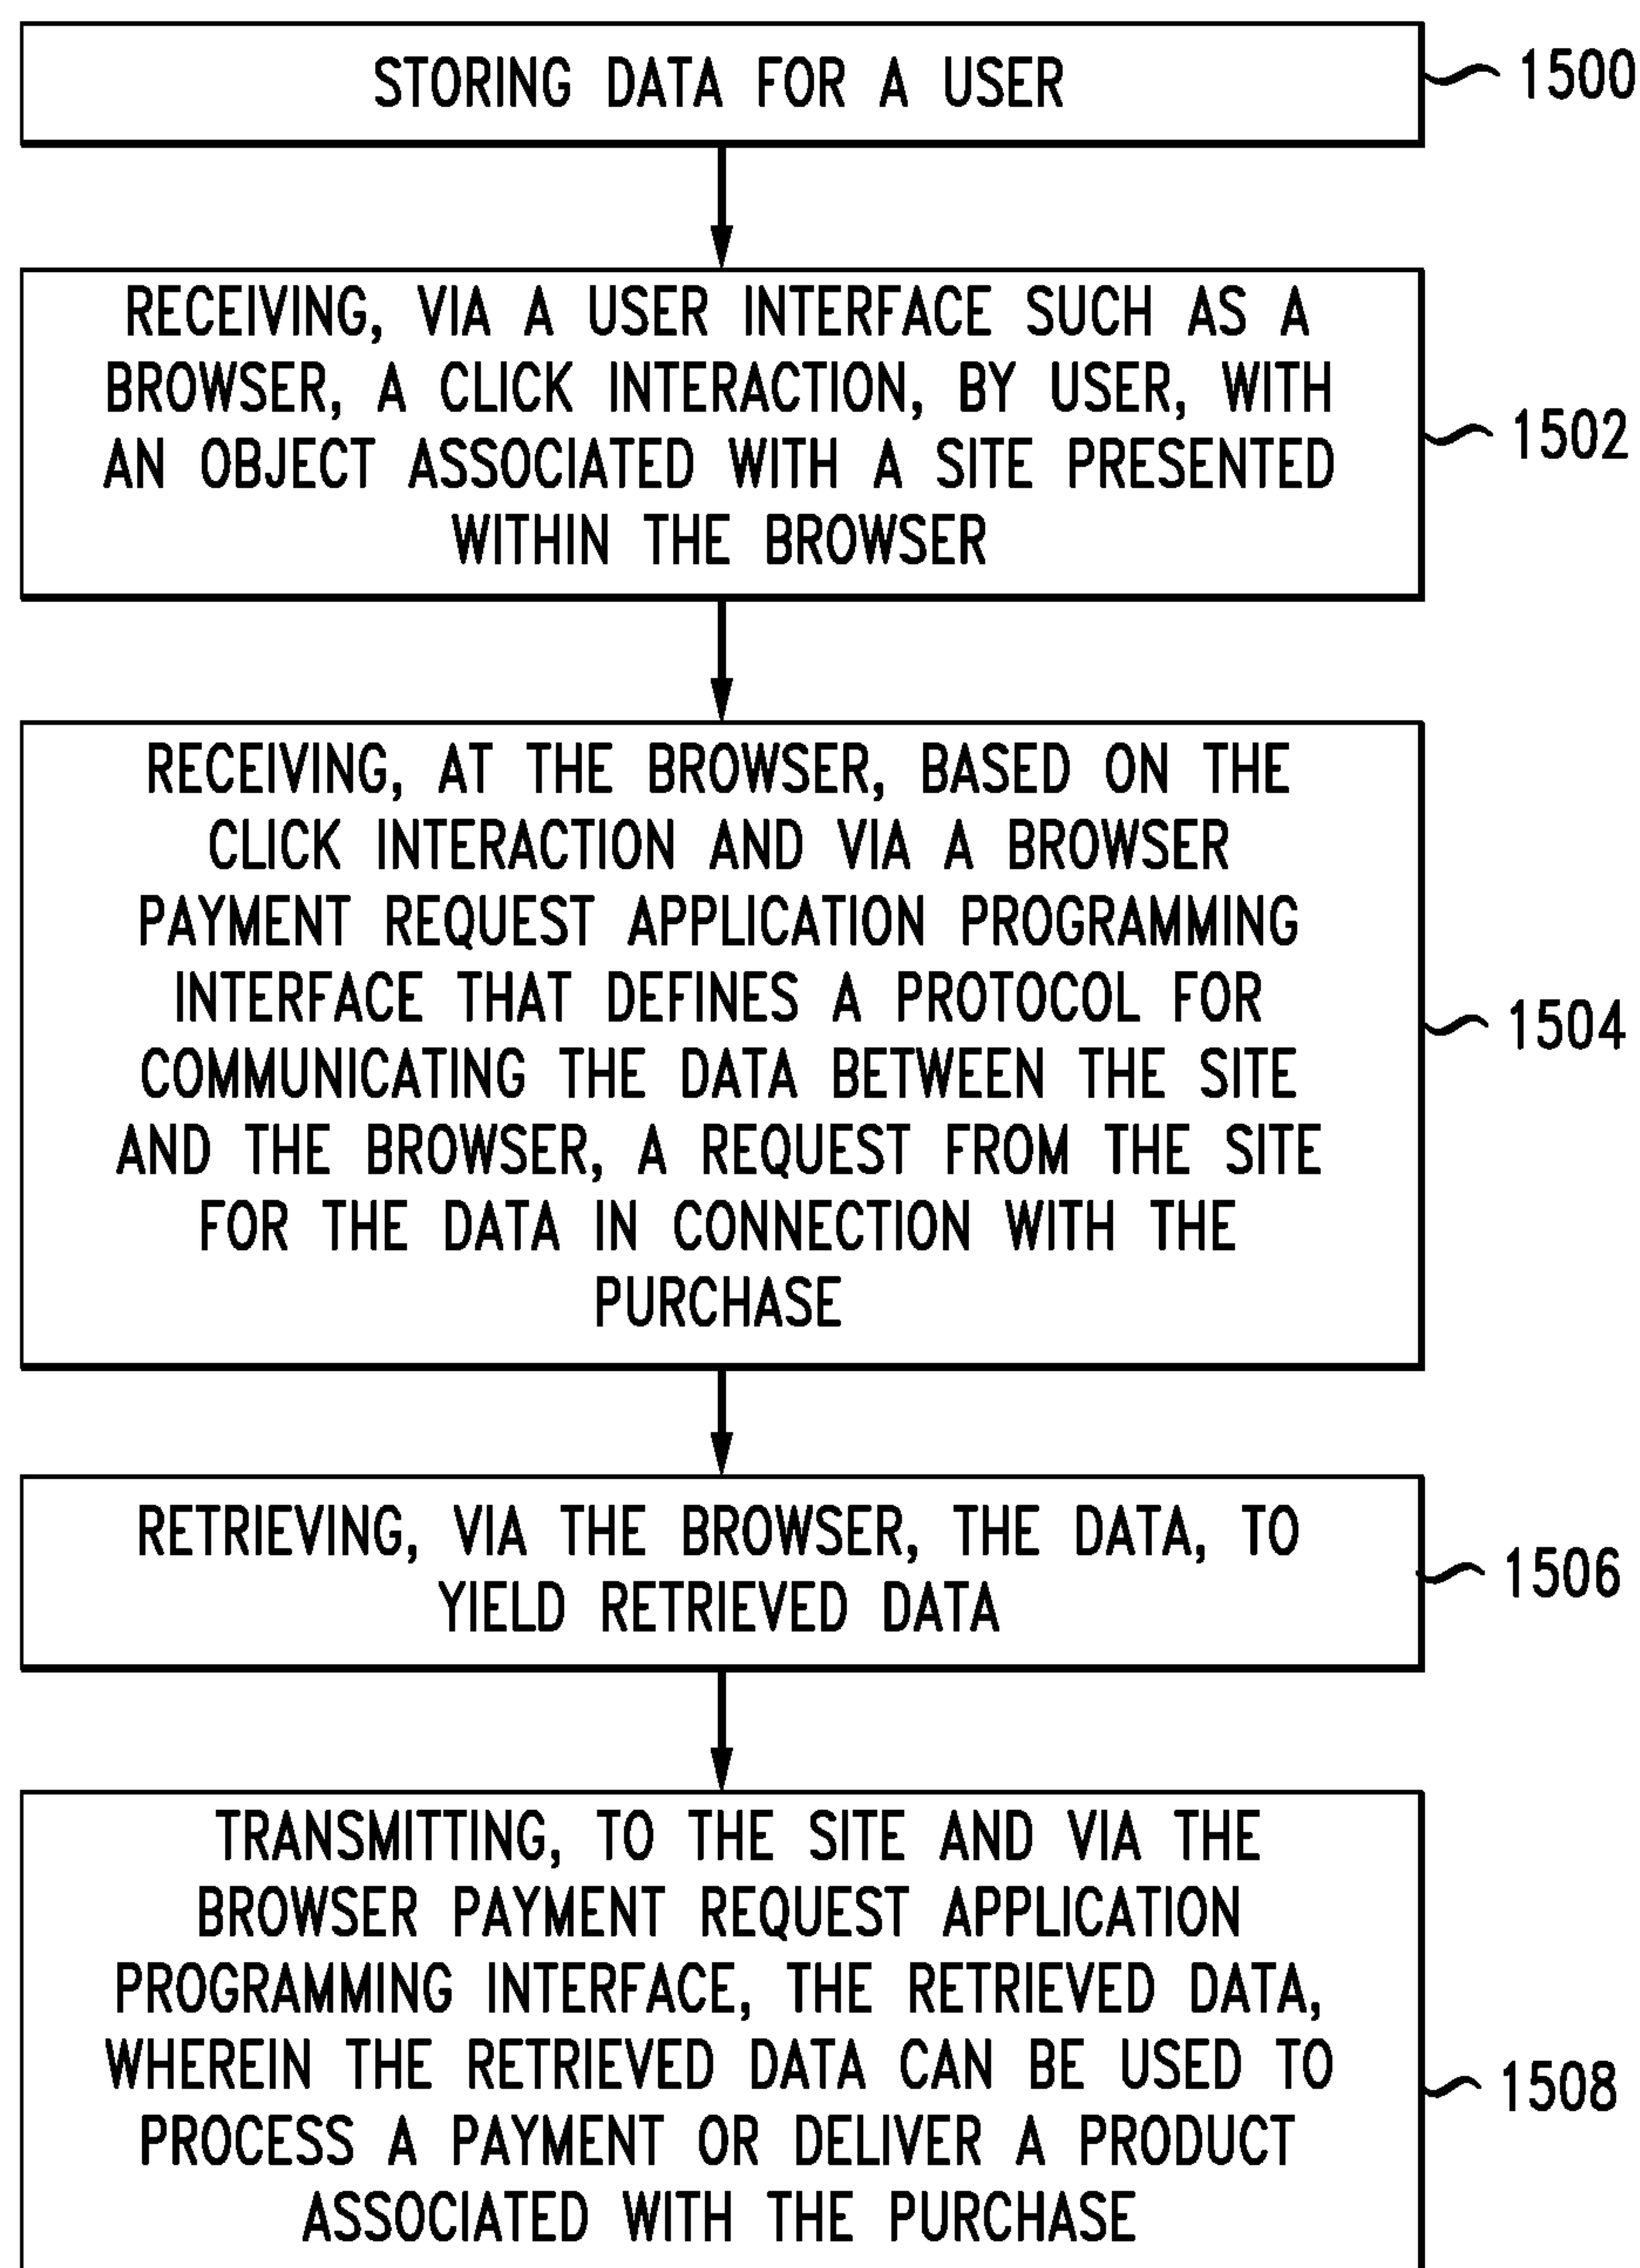 STORING DATA FOR A USER
1500
RECEIVING, VIA A USER INTERFACE SUCH AS A
BROWSER, A CLICK INTERACTION, BY USER, WITH
AN OBJECT ASSOCIATED WITH A SITE PRESENTED
WITHIN THE BROWSER
1502
RECEIVING, AT THE BROWSER, BASED ON THE
CLICK INTERACTION AND VIA A BROWSER
PAYMENT REQUEST APPLICATION PROGRAMMING
INTERFACE THAT DEFINES A PROTOCOL FOR
COMMUNICATING THE DATA BETWEEN THE SITE
AND THE BROWSER, A REQUEST FROM THE SITE
FOR THE DATA IN CONNECTION WITH THE
PURCHASE
1504
RETRIEVING, VIA THE BROWSER, THE DATA, TO
YIELD RETRIEVED DATA
1506
TRANSMITTING, TO THE SITE AND VIA THE
BROWSER PAYMENT REQUEST APPLICATION
PROGRAMMING INTERFACE, THE RETRIEVED DATA,
WHEREIN THE RETRIEVED DATA CAN BE USED TO
PROCESS A PAYMENT OR DELIVER A PRODUCT
ASSOCIATED WITH THE PURCHASE
1508